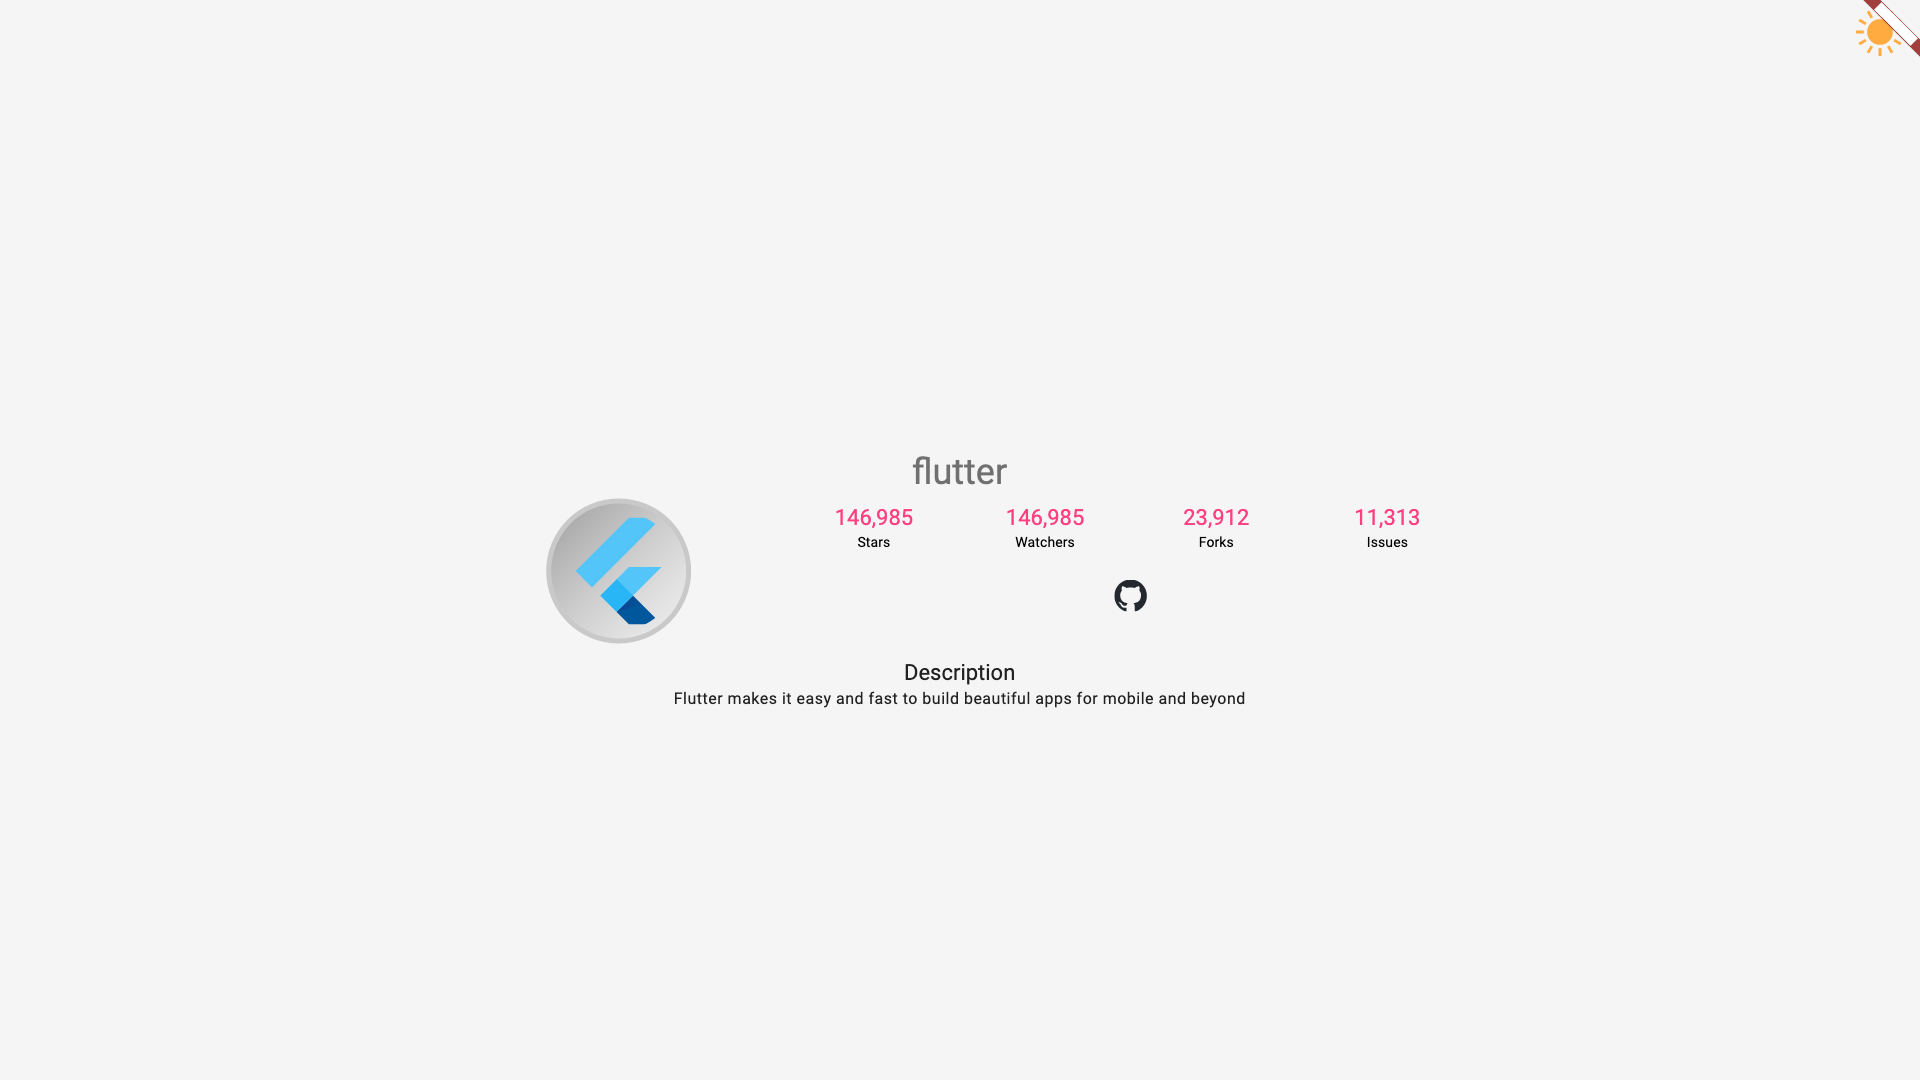 flutter
146,985 146,985 23,912 11,313
Stars Watchers Forks Issues
Description
Flutter makes it easy and fast to build beautiful apps for mobile and beyond